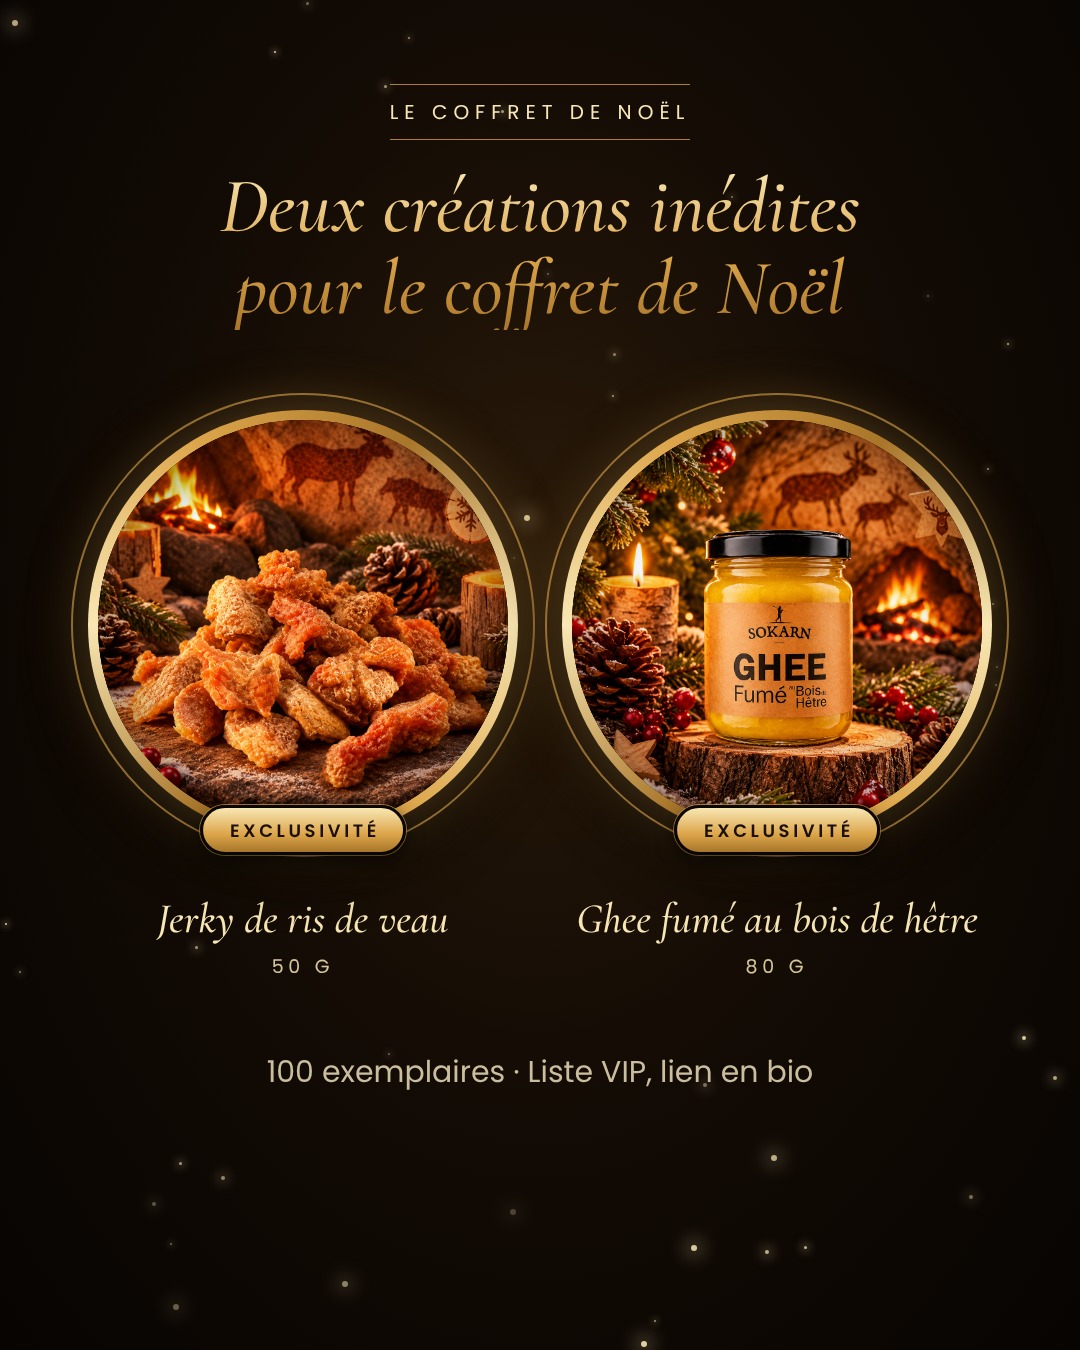 LE COFFRET DE NOËL
Deux créations inédites
pour le coffret de Noël
SOKARN
GHEE
Fumé au Bois de
Hêtre
EXCLUSIVITÉ EXCLUSIVITÉ
Jerky de ris de veau Ghee fumé au bois de hêtre
50 G 80 G
100 exemplaires · Liste VIP, lien en bio